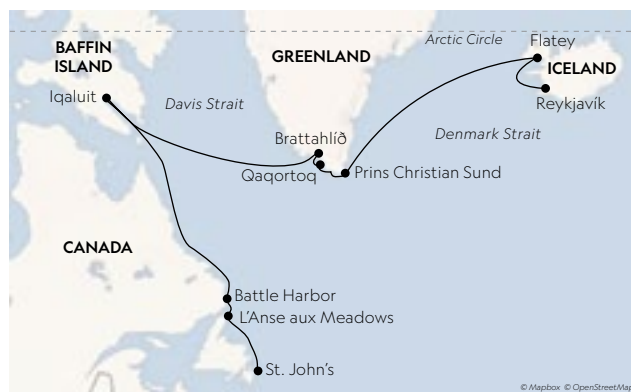 Arctic Circle
Flatey
BAFFIN
ISLAND
GREENLAND
ICELAND
Iqaluit
Davis Strait
Reykjavík
Denmark Strait
Brattahlíð
Qaqortoq
Prins Christian Sund
CANADA
Battle Harbor
L'Anse aux Meadows
St. John's
© Mapbox © OpenStreetMap